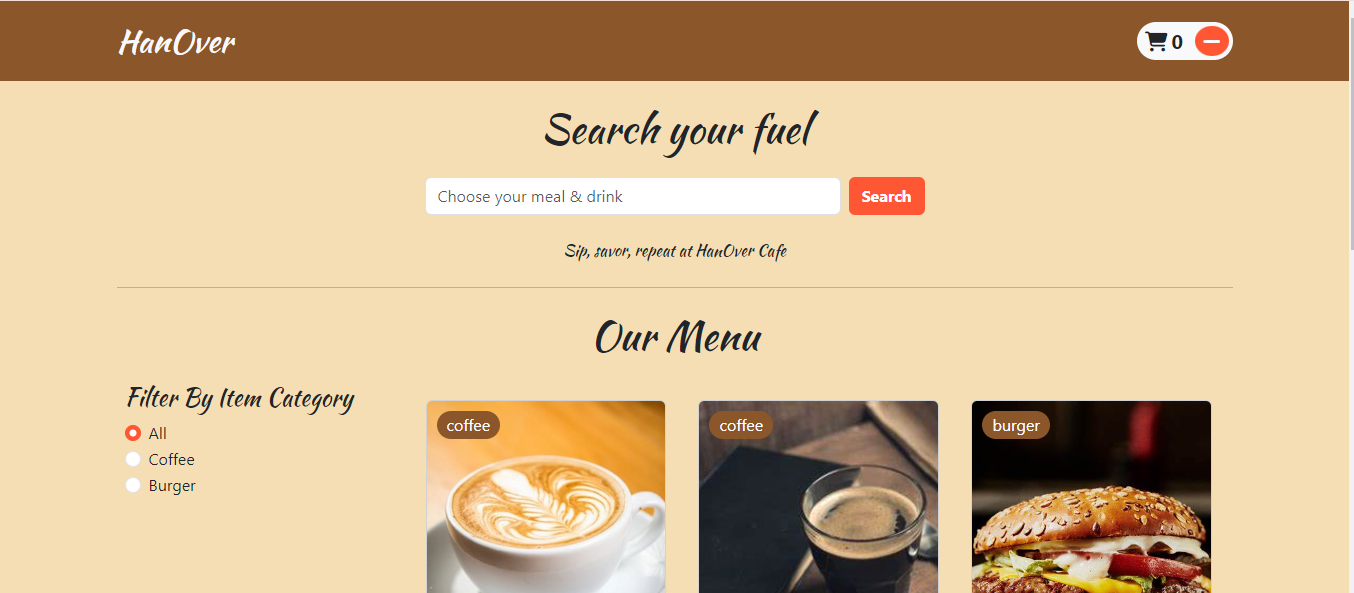 HanOver
0
Search your fuel
Choose your meal & drink
Search
Sip, savor, repeat at HanOver Cafe
Our Menu
Filter By Item Category
All
Coffee
Burger
coffee
coffee
burger